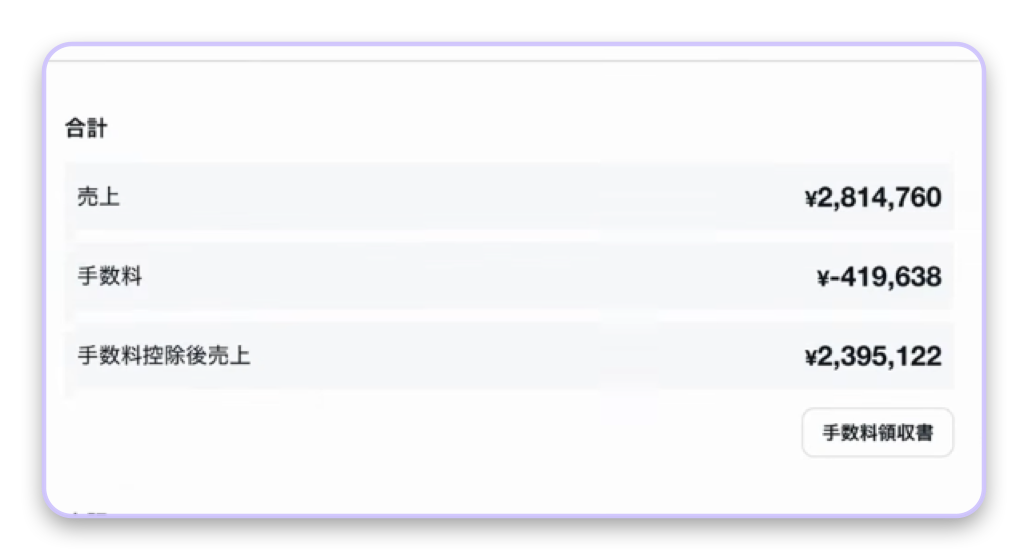 合計
売上 ¥2,814,760
手数料 ¥-419,638
手数料控除後売上 ¥2,395,122
手数料領収書